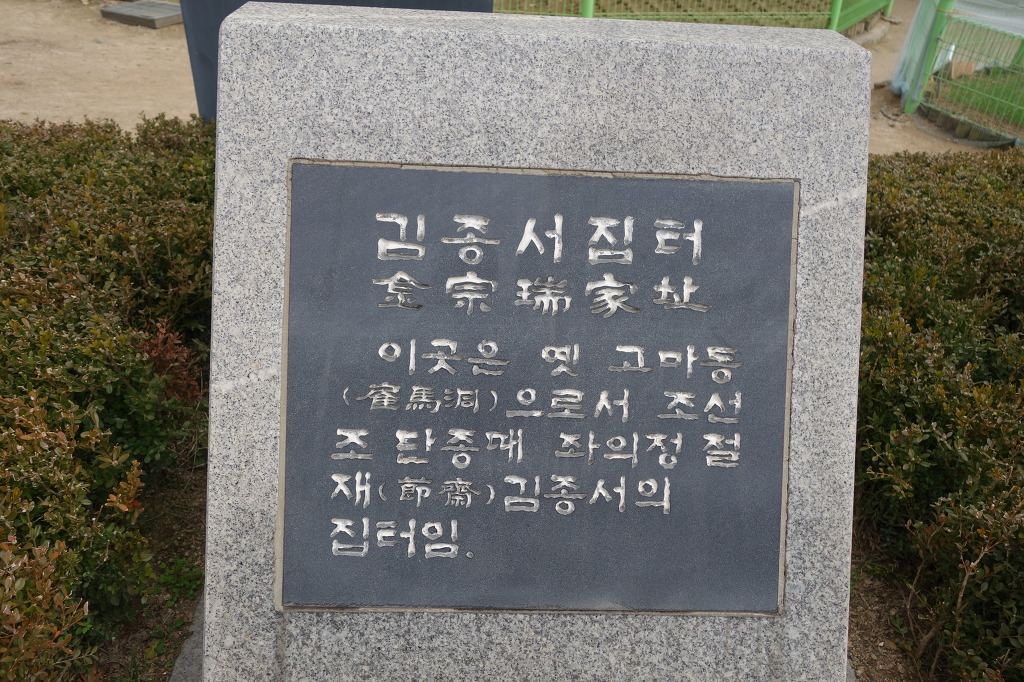 김종서집터
金宗瑞家址
이곳은 옛 고마동
(雇馬洞)으로서 조선
조 단종때 좌의정 절
재(節齋)김종서의
집터임.